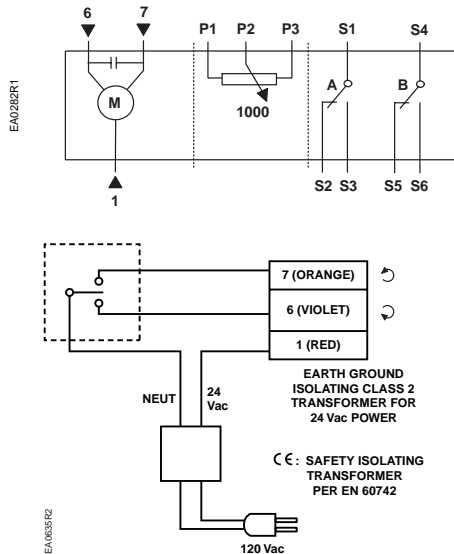 6 7 P1 P2 P3 S1 S4
EA0282R1
M
A B
1000
S2 S3 S5 S6
1
7 (ORANGE)
6 (VIOLET)
1 (RED)
NEUT
24
Vac
EARTH GROUND
ISOLATING CLASS 2
TRANSFORMER FOR
24 Vac POWER
CE: SAFETY ISOLATING
TRANSFORMER
PER EN 60742
EA0635R2
120 Vac